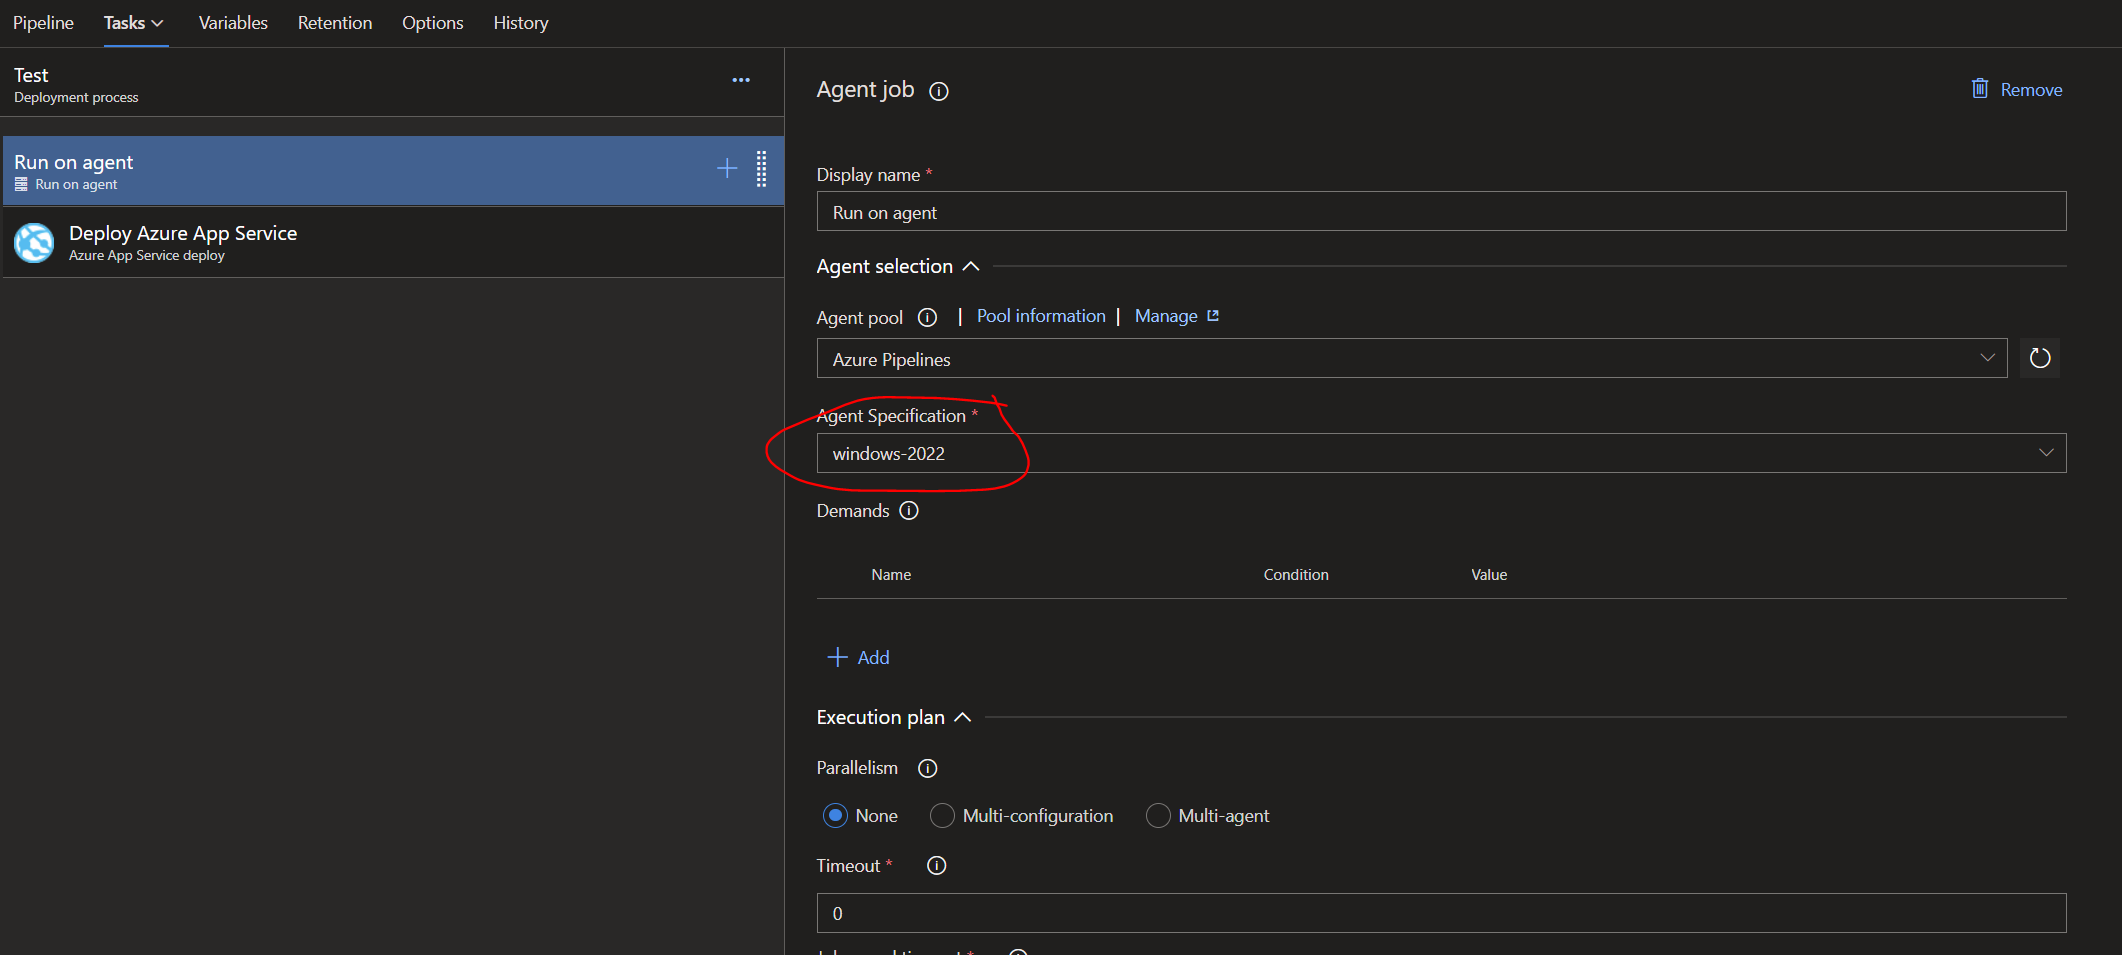 Pipeline Tasks Variables Retention Options History
Test
Deployment process
Run on agent
Run on agent
Deploy Azure App Service
Azure App Service deploy
Agent job
Remove
Display name *
Run on agent
Agent selection
Agent pool | Pool information | Manage
Azure Pipelines
Agent Specification *
windows-2022
Demands
Name Condition Value
Add
Execution plan
Parallelism
None Multi-configuration Multi-agent
Timeout *
0